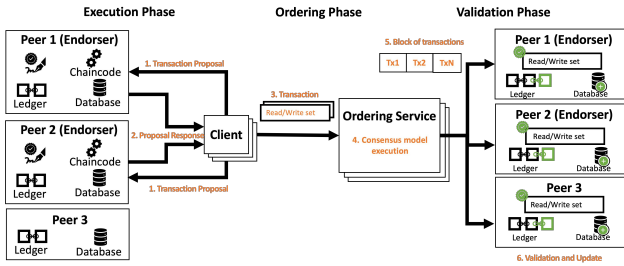 Execution Phase
Ordering Phase
Validation Phase
Peer 1 (Endorser)
Chaincode
Ledger
Database
Peer 2 (Endorser)
Chaincode
Ledger
Database
Peer 3
Ledger
Database
1. Transaction Proposal
2. Proposal Response
1. Transaction Proposal
Client
3. Transaction
Read/Write set
Ordering Service
4. Consensus model
execution
5. Block of transactions
Tx1 Tx2 TxN
Peer 1 (Endorser)
Read/Write set
Ledger
Database
Peer 2 (Endorser)
Read/Write set
Ledger
Database
Peer 3
Read/Write set
Ledger
Database
6. Validation and Update